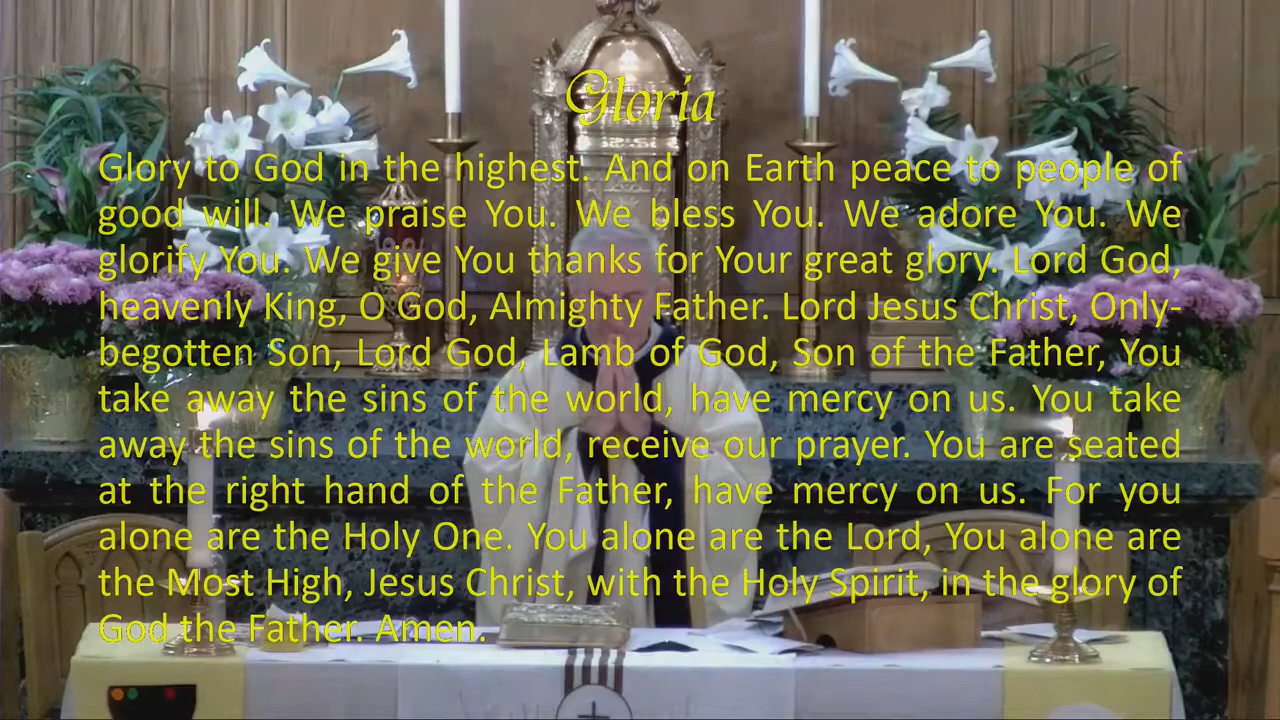 Gloria
Glory to God in the highest. And on Earth peace to people of
good will. We praise You. We bless You. We adore You. We
glorify You. We give You thanks for Your great glory. Lord God,
heavenly King, O God, Almighty Father. Lord Jesus Christ, Only-
begotten Son, Lord God, Lamb of God, Son of the Father, You
take away the sins of the world, have mercy on us. You take
away the sins of the world, receive our prayer. You are seated
at the right hand of the Father, have mercy on us. For you
alone are the Holy One. You alone are the Lord, You alone are
the Most High, Jesus Christ, with the Holy Spirit, in the glory of
God the Father. Amen.